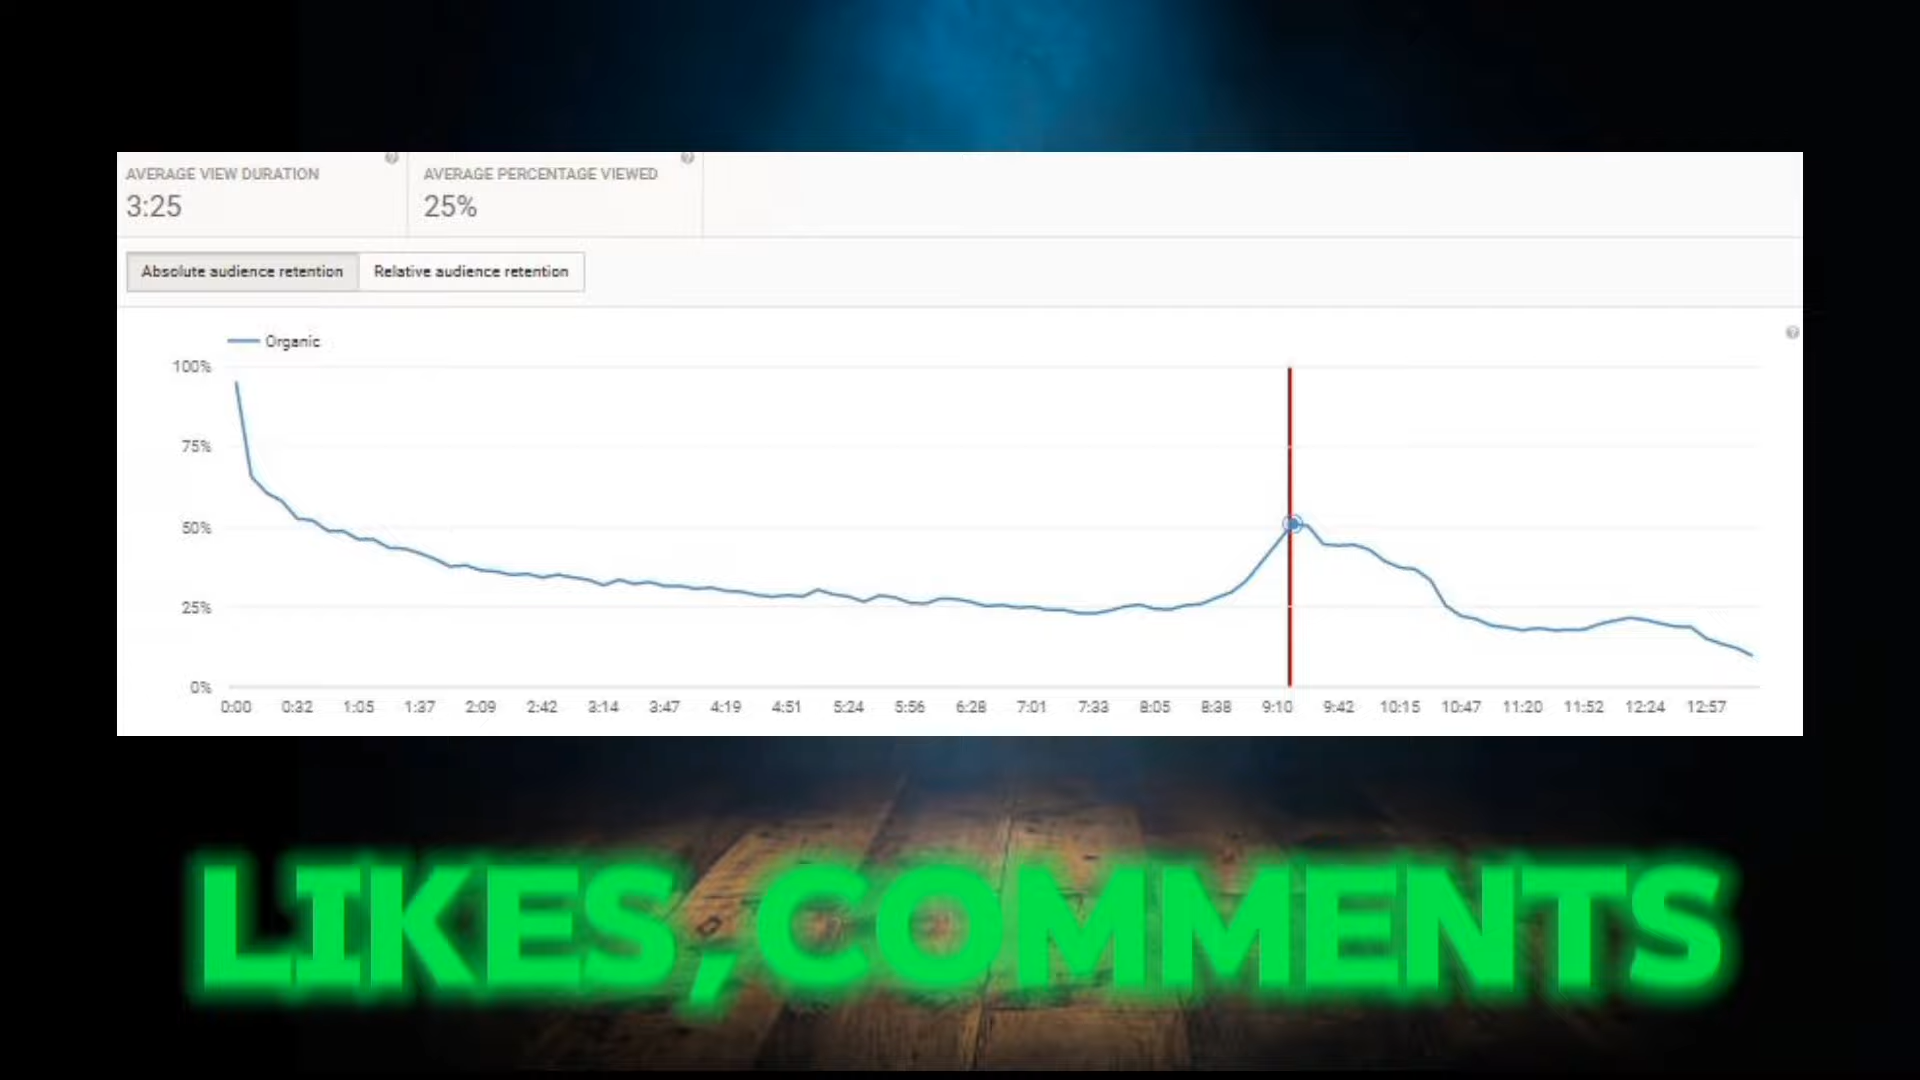 AVERAGE VIEW DURATION
3:25
AVERAGE PERCENTAGE VIEWED
25%
Absolute audience retention
Relative audience retention
Organic
100%
75%
50%
25%
0%
0:00 0:32 1:05 1:37 2:09 2:42 3:14 3:47 4:19 4:51 5:24 5:56 6:28 7:01 7:33 8:05 8:38 9:10 9:42 10:15 10:47 11:20 11:52 12:24 12:57
LIKES,COMMENTS